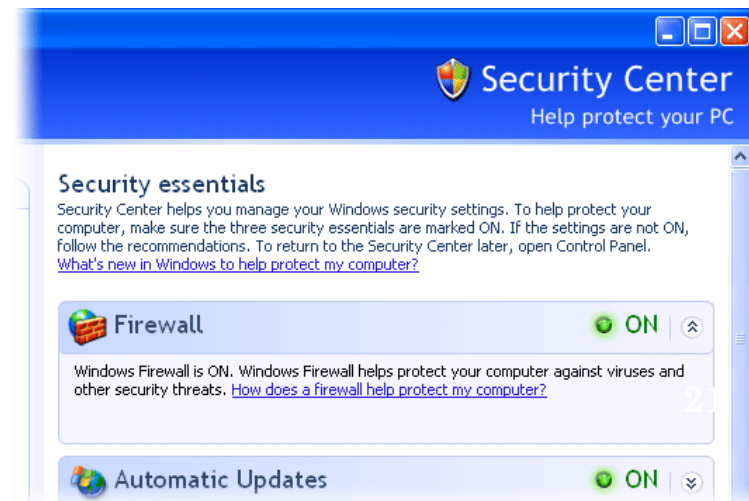 Security Center
Help protect your PC
Security essentials
Security Center helps you manage your Windows security settings. To help protect your
computer, make sure the three security essentials are marked ON. If the settings are not ON,
follow the recommendations. To return to the Security Center later, open Control Panel.
What's new in Windows to help protect my computer?
Firewall ON
Windows Firewall is ON. Windows Firewall helps protect your computer against viruses and
other security threats. How does a firewall help protect my computer?
21
Automatic Updates ON